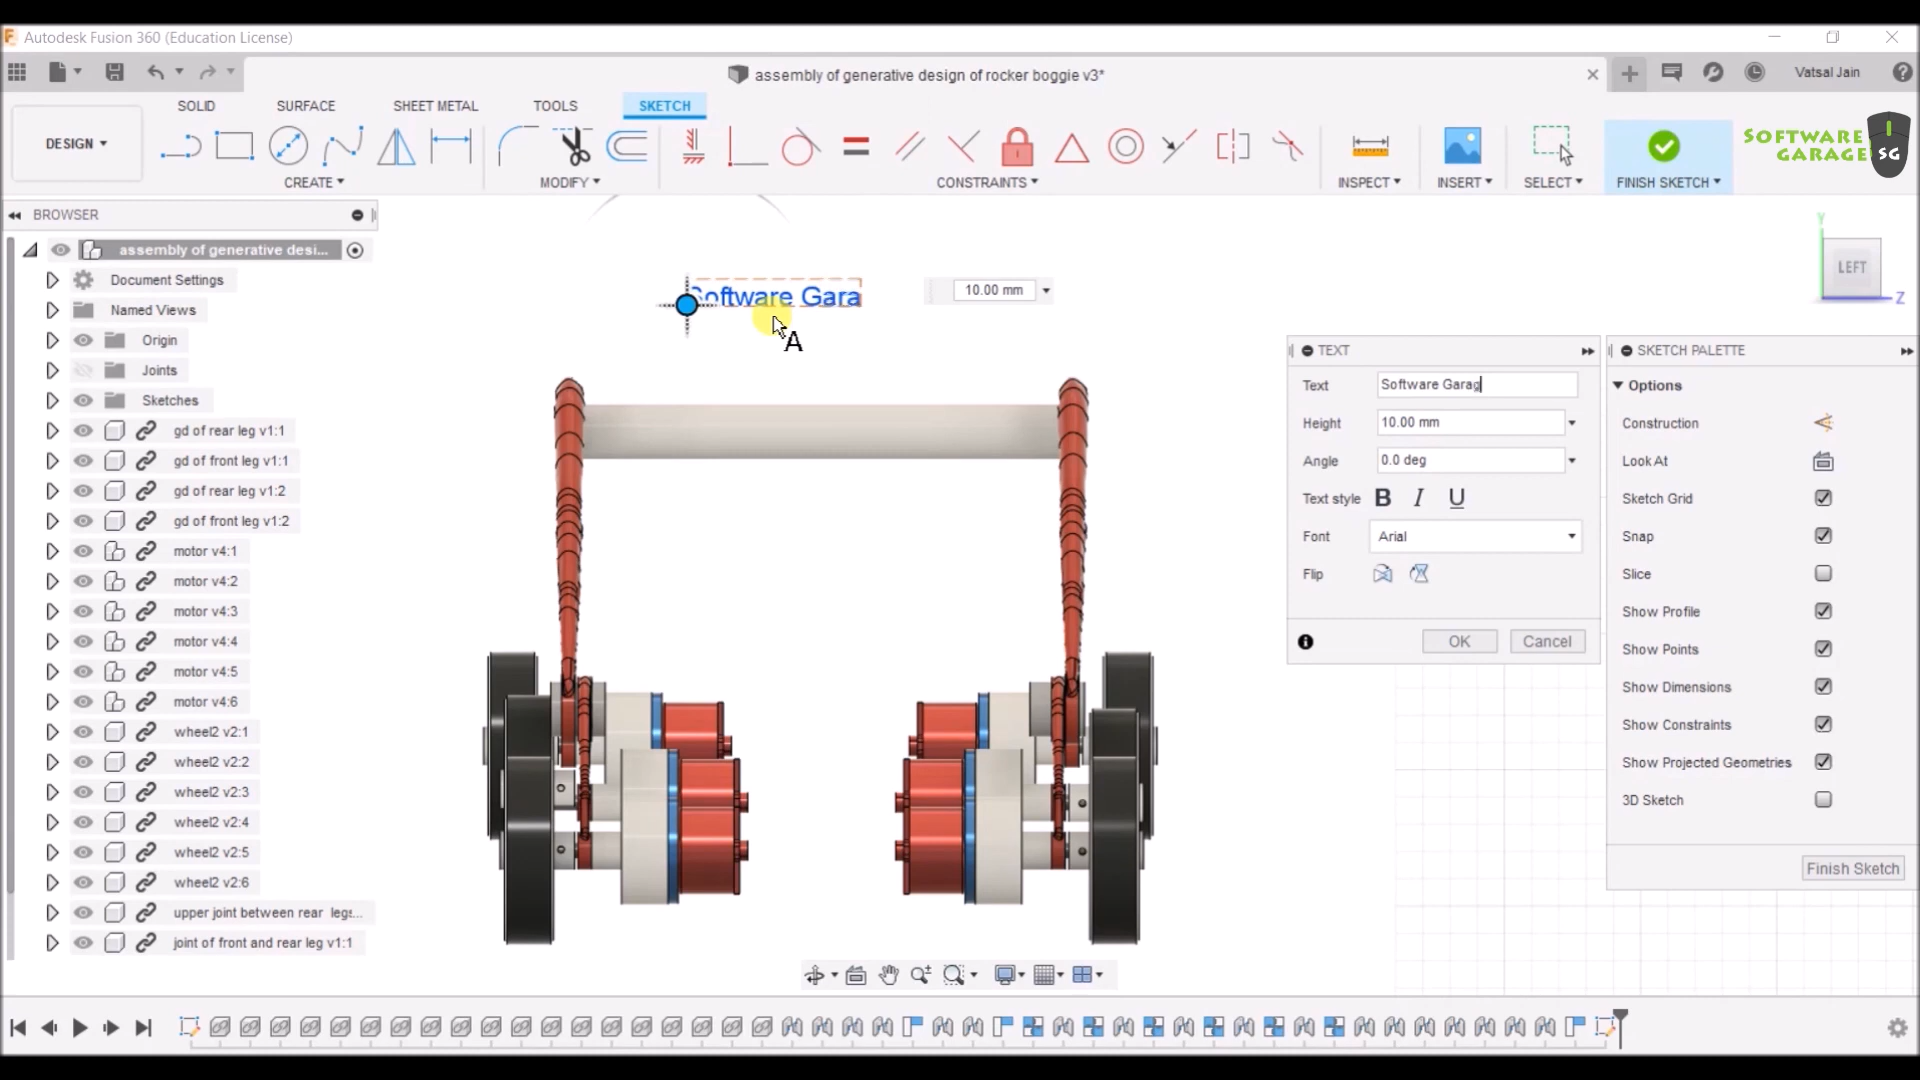 Autodesk Fusion 360 (Education License)
assembly of generative design of rocker boggie v3*
Vatsal Jain
DESIGN
SOLID
SURFACE
SHEET METAL
TOOLS
SKETCH
CREATE
MODIFY
CONSTRAINTS
INSPECT
INSERT
SELECT
FINISH SKETCH
SOFTWARE
GARAGE
SG
BROWSER
assembly of generative desi...
Document Settings
Named Views
Origin
Joints
Sketches
gd of rear leg v1:1
gd of front leg v1:1
gd of rear leg v1:2
gd of front leg v1:2
motor v4:1
motor v4:2
motor v4:3
motor v4:4
motor v4:5
motor v4:6
wheel2 v2:1
wheel2 v2:2
wheel2 v2:3
wheel2 v2:4
wheel2 v2:5
wheel2 v2:6
upper joint between rear legs...
joint of front and rear leg v1:1
Software Gara
10.00 mm
A
Y
LEFT
Z
TEXT
Text Software Garag
Height 10.00 mm
Angle 0.0 deg
Text style B I U
Font Arial
Flip
OK Cancel
SKETCH PALETTE
Options
Construction
Look At
Sketch Grid
Snap
Slice
Show Profile
Show Points
Show Dimensions
Show Constraints
Show Projected Geometries
3D Sketch
Finish Sketch